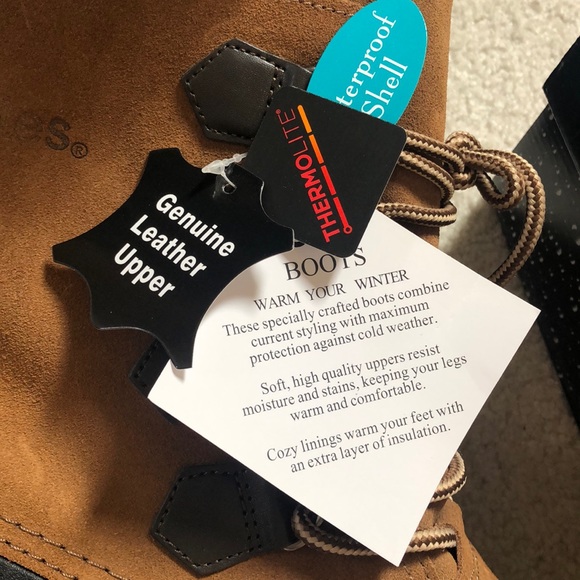 terproof
Shell
THERMOLITE®
Genuine
Leather
Upper
BOOTS
WARM YOUR WINTER
These specially crafted boots combine
current styling with maximum
protection against cold weather.
Soft, high quality uppers resist
moisture and stains, keeping your legs
warm and comfortable.
Cozy linings warm your feet with
an extra layer of insulation.